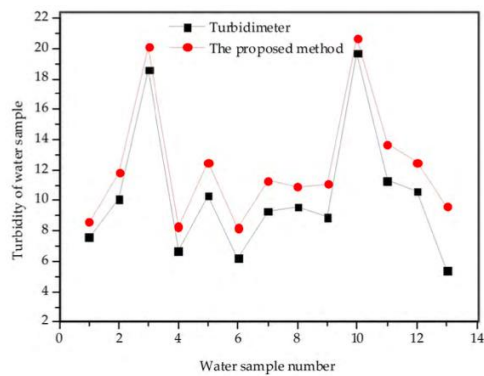 Turbidimeter
The proposed method
Turbidity of water sample
22
20
18
16
14
12
10
8
6
4
2
0 2 4 6 8 10 12 14
Water sample number